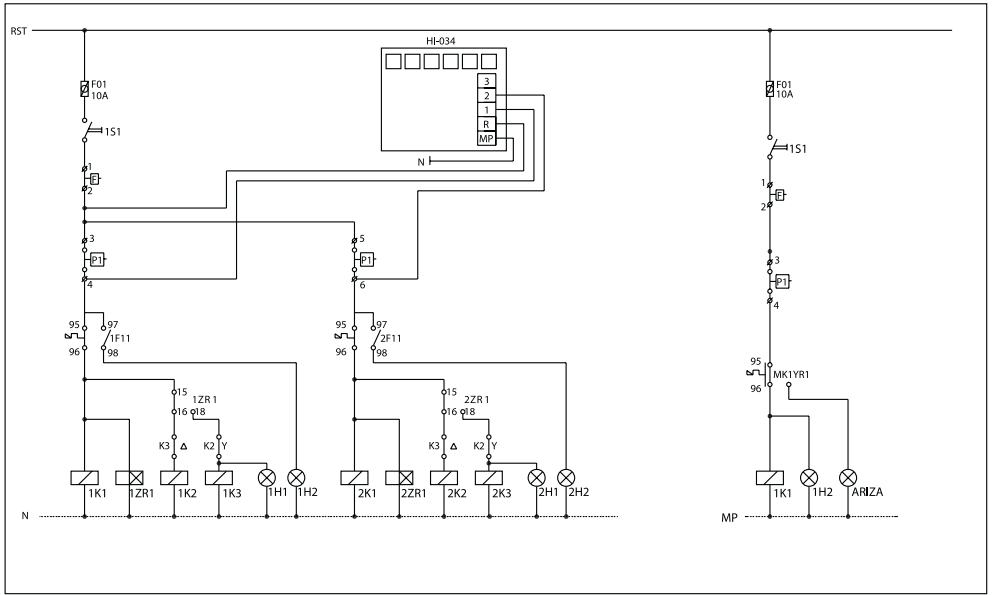 RST
HI-034
3
2
1
R
MP
N
F01
10A
1S1
1
F
2
3
P1
4
5
P1
6
95
97
1F11
96
98
95
97
2F11
96
98
15
1ZR1
16
18
K3
Δ
K2
Y
15
2ZR1
16
18
K3
Δ
K2
Y
1K1
1ZR1
1K2
1K3
1H1
1H2
2K1
2ZR1
2K2
2K3
2H1
2H2
N
F01
10A
1S1
1
F
2
3
P1
4
95
MK1YR1
96
1K1
1H2
ARIZA
MP